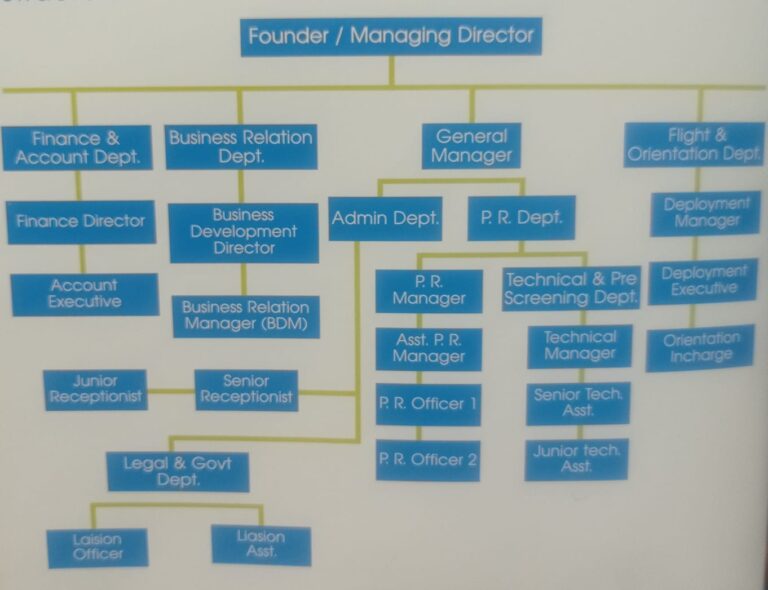 Founder / Managing Director
Finance &
Account Dept.
Business Relation
Dept.
General
Manager
Flight &
Orientation Dept.
Finance Director
Business
Development
Director
Admin Dept.
P. R. Dept.
Deployment
Manager
Account
Executive
Business Relation
Manager (BDM)
P. R.
Manager
Technical & Pre
Screening Dept.
Deployment
Executive
Asst. P. R.
Manager
Technical
Manager
Orientation
Incharge
Junior
Receptionist
Senior
Receptionist
P. R. Officer 1
Senior Tech.
Asst.
Legal & Govt
Dept.
P. R. Officer 2
Junior tech.
Asst.
Laision
Officer
Liasion
Asst.